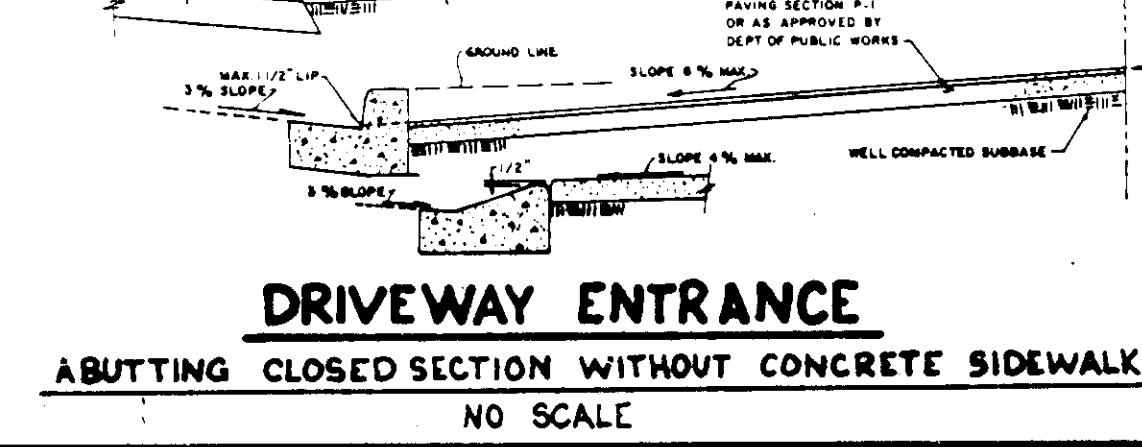 PAVING SECTION P-1
OR AS APPROVED BY
DEPT OF PUBLIC WORKS
GROUND LINE
MAX. 1 1/2" LIP
3 % SLOPE
SLOPE 6 % MAX.
WELL COMPACTED SUBBASE
1/2"
SLOPE 4 % MAX.
3 % SLOPE
DRIVEWAY ENTRANCE
ABUTTING CLOSED SECTION WITHOUT CONCRETE SIDEWALK
NO SCALE